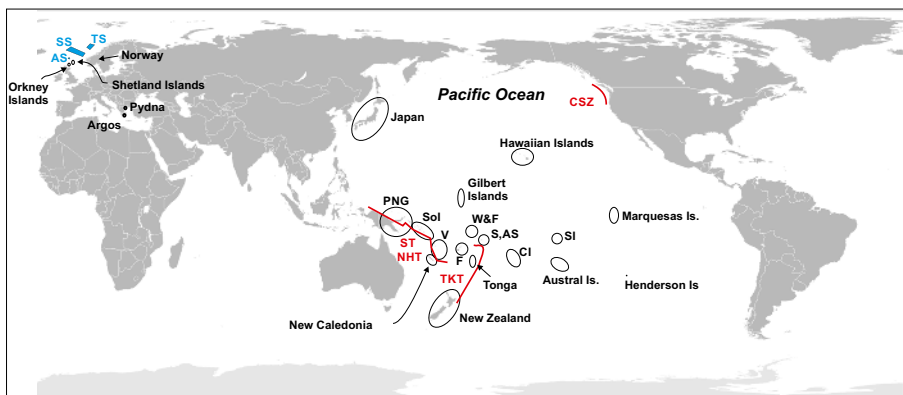 SS
TS
AS
Norway
Orkney
Islands
Shetland Islands
Pydna
Argos
Pacific Ocean
CSZ
Japan
Hawaiian Islands
Gilbert
Islands
PNG
Sol
W&F
Marquesas Is.
ST
V
S,AS
SI
NHT
F
CI
TKT
Tonga
Austral Is.
Henderson Is
New Caledonia
New Zealand